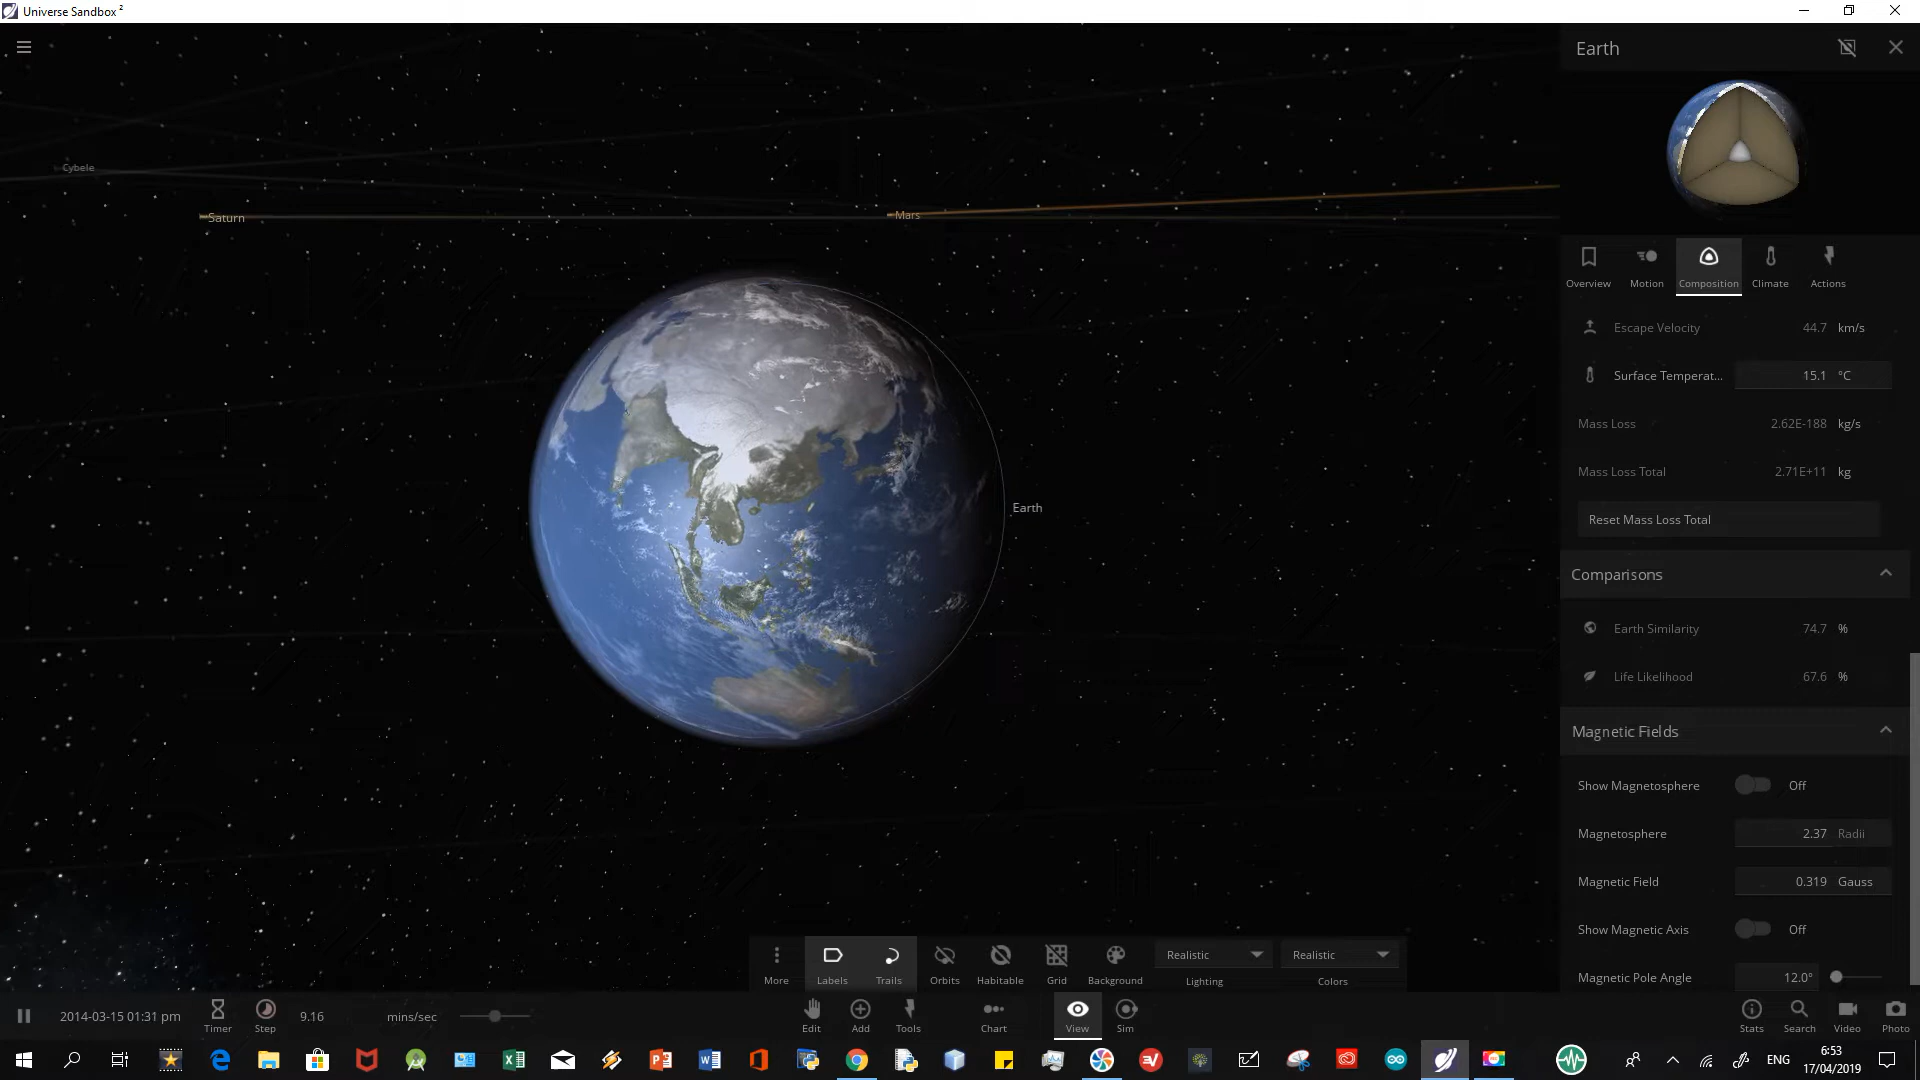 Universe Sandbox ²
Earth
Cybele
Saturn
Mars
Earth
Overview
Motion
Composition
Climate
Actions
Escape Velocity 44.7 km/s
Surface Temperat... 15.1 °C
Mass Loss 2.62E-188 kg/s
Mass Loss Total 2.71E+11 kg
Reset Mass Loss Total
Comparisons
Earth Similarity 74.7 %
Life Likelihood 67.6 %
Magnetic Fields
Show Magnetosphere Off
Magnetosphere 2.37 Radii
Magnetic Field 0.319 Gauss
Show Magnetic Axis Off
Magnetic Pole Angle 12.0°
More
Labels
Trails
Orbits
Habitable
Grid
Background
Realistic
Lighting
Realistic
Colors
2014-03-15 01:31 pm
Timer
Step
9.16 mins/sec
Edit
Add
Tools
Chart
View
Sim
Stats
Search
Video
Photo
ENG
6:53
17/04/2019